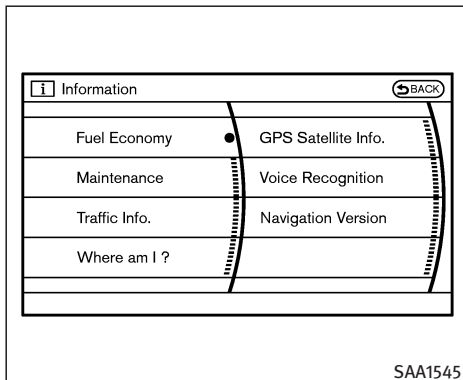 i Information BACK
Fuel Economy GPS Satellite Info.
Maintenance Voice Recognition
Traffic Info. Navigation Version
Where am I ?
SAA1545